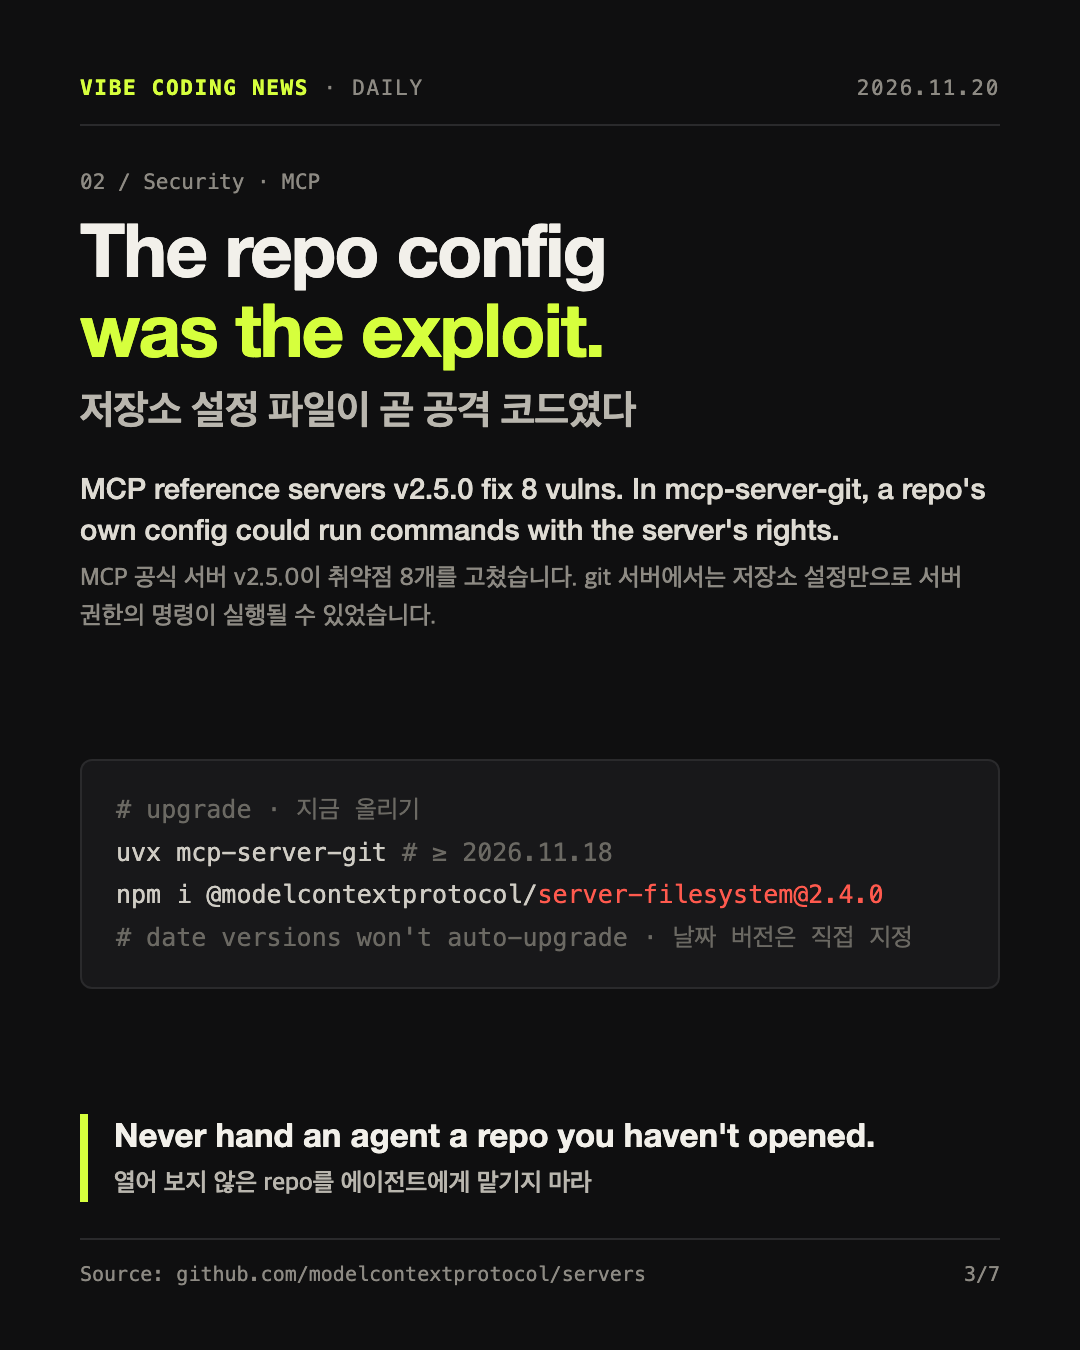 VIBE CODING NEWS · DAILY
2026.11.20
02 / Security · MCP
The repo config
was the exploit.
저장소 설정 파일이 곧 공격 코드였다
MCP reference servers v2.5.0 fix 8 vulns. In mcp-server-git, a repo's
own config could run commands with the server's rights.
MCP 공식 서버 v2.5.0이 취약점 8개를 고쳤습니다. git 서버에서는 저장소 설정만으로 서버
권한의 명령이 실행될 수 있었습니다.
# upgrade · 지금 올리기
uvx mcp-server-git # ≥ 2026.11.18
npm i @modelcontextprotocol/server-filesystem@2.4.0
# date versions won't auto-upgrade · 날짜 버전은 직접 지정
Never hand an agent a repo you haven't opened.
열어 보지 않은 repo를 에이전트에게 맡기지 마라
Source: github.com/modelcontextprotocol/servers
3/7